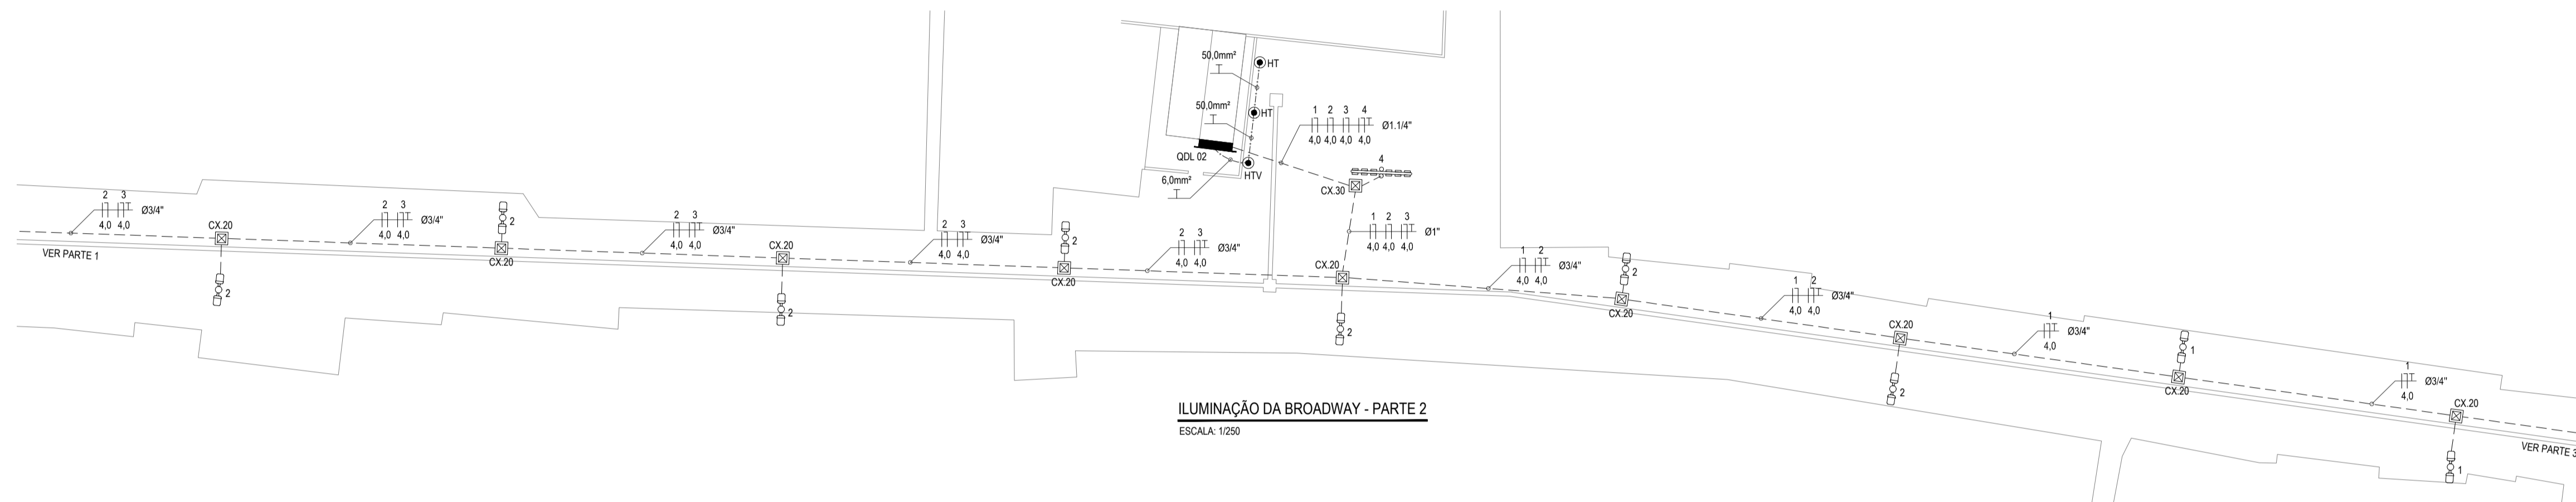 50,0mm²
HT
50,0mm²
HT
QDL 02
HTV
6,0mm²
1 2 3 4
Ø1.1/4"
4,0 4,0 4,0 4,0
4
CX.30
1 2 3
Ø1"
4,0 4,0 4,0
2 3
Ø3/4"
4,0 4,0
VER PARTE 1
CX.20
2
2 3
Ø3/4"
4,0 4,0
2
CX.20
2 3
Ø3/4"
4,0 4,0
CX.20
2
2 3
Ø3/4"
4,0 4,0
2
CX.20
2 3
Ø3/4"
4,0 4,0
CX.20
2
1 2
Ø3/4"
4,0 4,0
2
CX.20
1 2
Ø3/4"
4,0 4,0
CX.20
2
1
Ø3/4"
4,0
1
CX.20
1
Ø3/4"
4,0
CX.20
1
VER PARTE 3
ILUMINAÇÃO DA BROADWAY - PARTE 2
ESCALA: 1/250